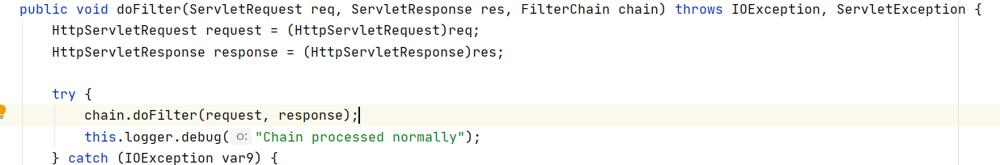 public void doFilter(ServletRequest req, ServletResponse res, FilterChain chain) throws IOException, ServletException {
HttpServletRequest request = (HttpServletRequest)req;
HttpServletResponse response = (HttpServletResponse)res;
try {
chain.doFilter(request, response);
this.logger.debug( o: "Chain processed normally");
} catch (IOException var9) {